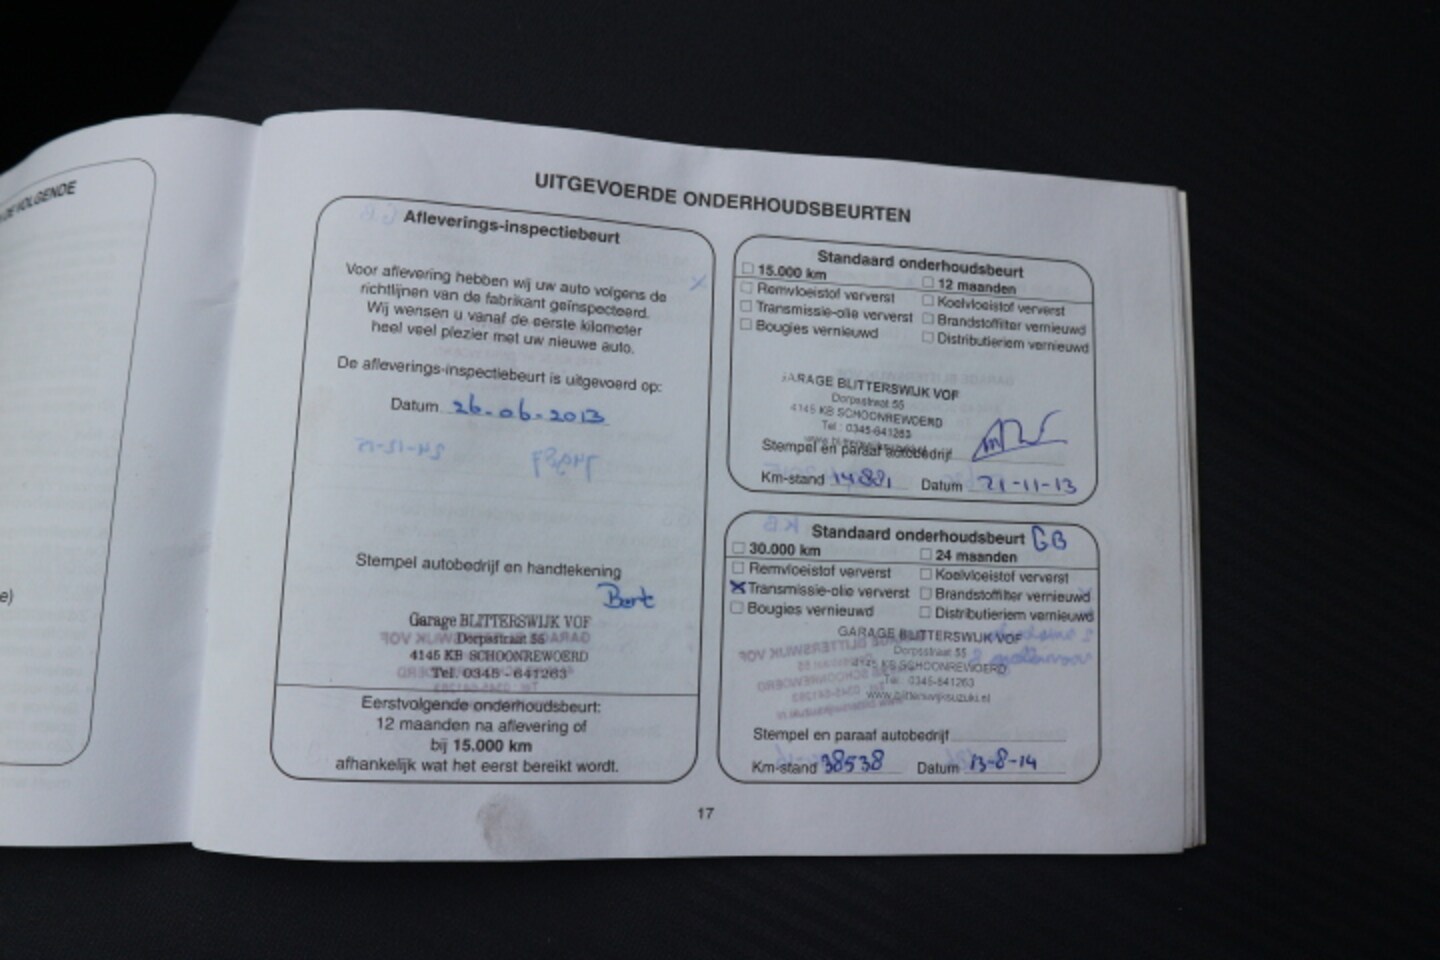 DE VOLGENDE
e)
UITGEVOERDE ONDERHOUDSBEURTEN
Afleverings-inspectiebeurt
Voor aflevering hebben wij uw auto volgens de
richtlijnen van de fabrikant geïnspecteerd.
Wij wensen u vanaf de eerste kilometer
heel veel plezier met uw nieuwe auto.
De afleverings-inspectiebeurt is uitgevoerd op:
Datum 26-06-2013
Stempel autobedrijf en handtekening
Bert
Garage BLITTERSWIJK VOF
Dorpsstraat 55
4145 KB SCHOONREWOERD
Tel. 0345 - 641263
Eerstvolgende onderhoudsbeurt:
12 maanden na aflevering of
bij 15.000 km
afhankelijk wat het eerst bereikt wordt.
Standaard onderhoudsbeurt
15.000 km 12 maanden
Remvloeistof ververst Koelvloeistof ververst
Transmissie-olie ververst Brandstoffilter vernieuwd
Bougies vernieuwd Distributieriem vernieuwd
GARAGE BLITTERSWIJK VOF
Dorpsstraat 55
4145 KB SCHOONREWOERD
Tel.: 0345-641263
Stempel en paraaf autobedrijf
Km-stand 14881 Datum 21-11-13
Standaard onderhoudsbeurt GB
30.000 km 24 maanden
Remvloeistof ververst Koelvloeistof ververst
X Transmissie-olie ververst Brandstoffilter vernieuwd
Bougies vernieuwd Distributieriem vernieuwd
GARAGE BLITTERSWIJK VOF
Dorpsstraat 55
4145 KB SCHOONREWOERD
Tel.: 0345-641263
www.blitterswijksuzuki.nl
Stempel en paraaf autobedrijf
Km-stand 38538 Datum 13-8-14
17